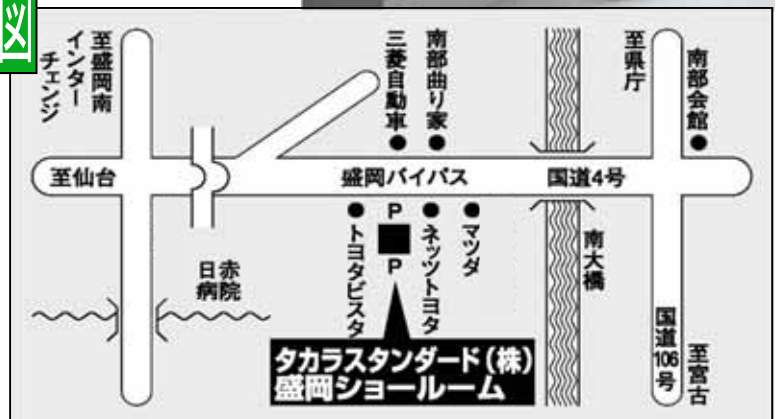 図
至盛岡南
インター
チェンジ
三菱自動車
南部曲り家
至県庁
南部会館
至仙台
盛岡バイパス
国道4号
P
P
トヨタビスタ
ネッツトヨタ
マツダ
南大橋
日赤
病院
国道106号
至宮古
タカラスタンダード(株)
盛岡ショールーム